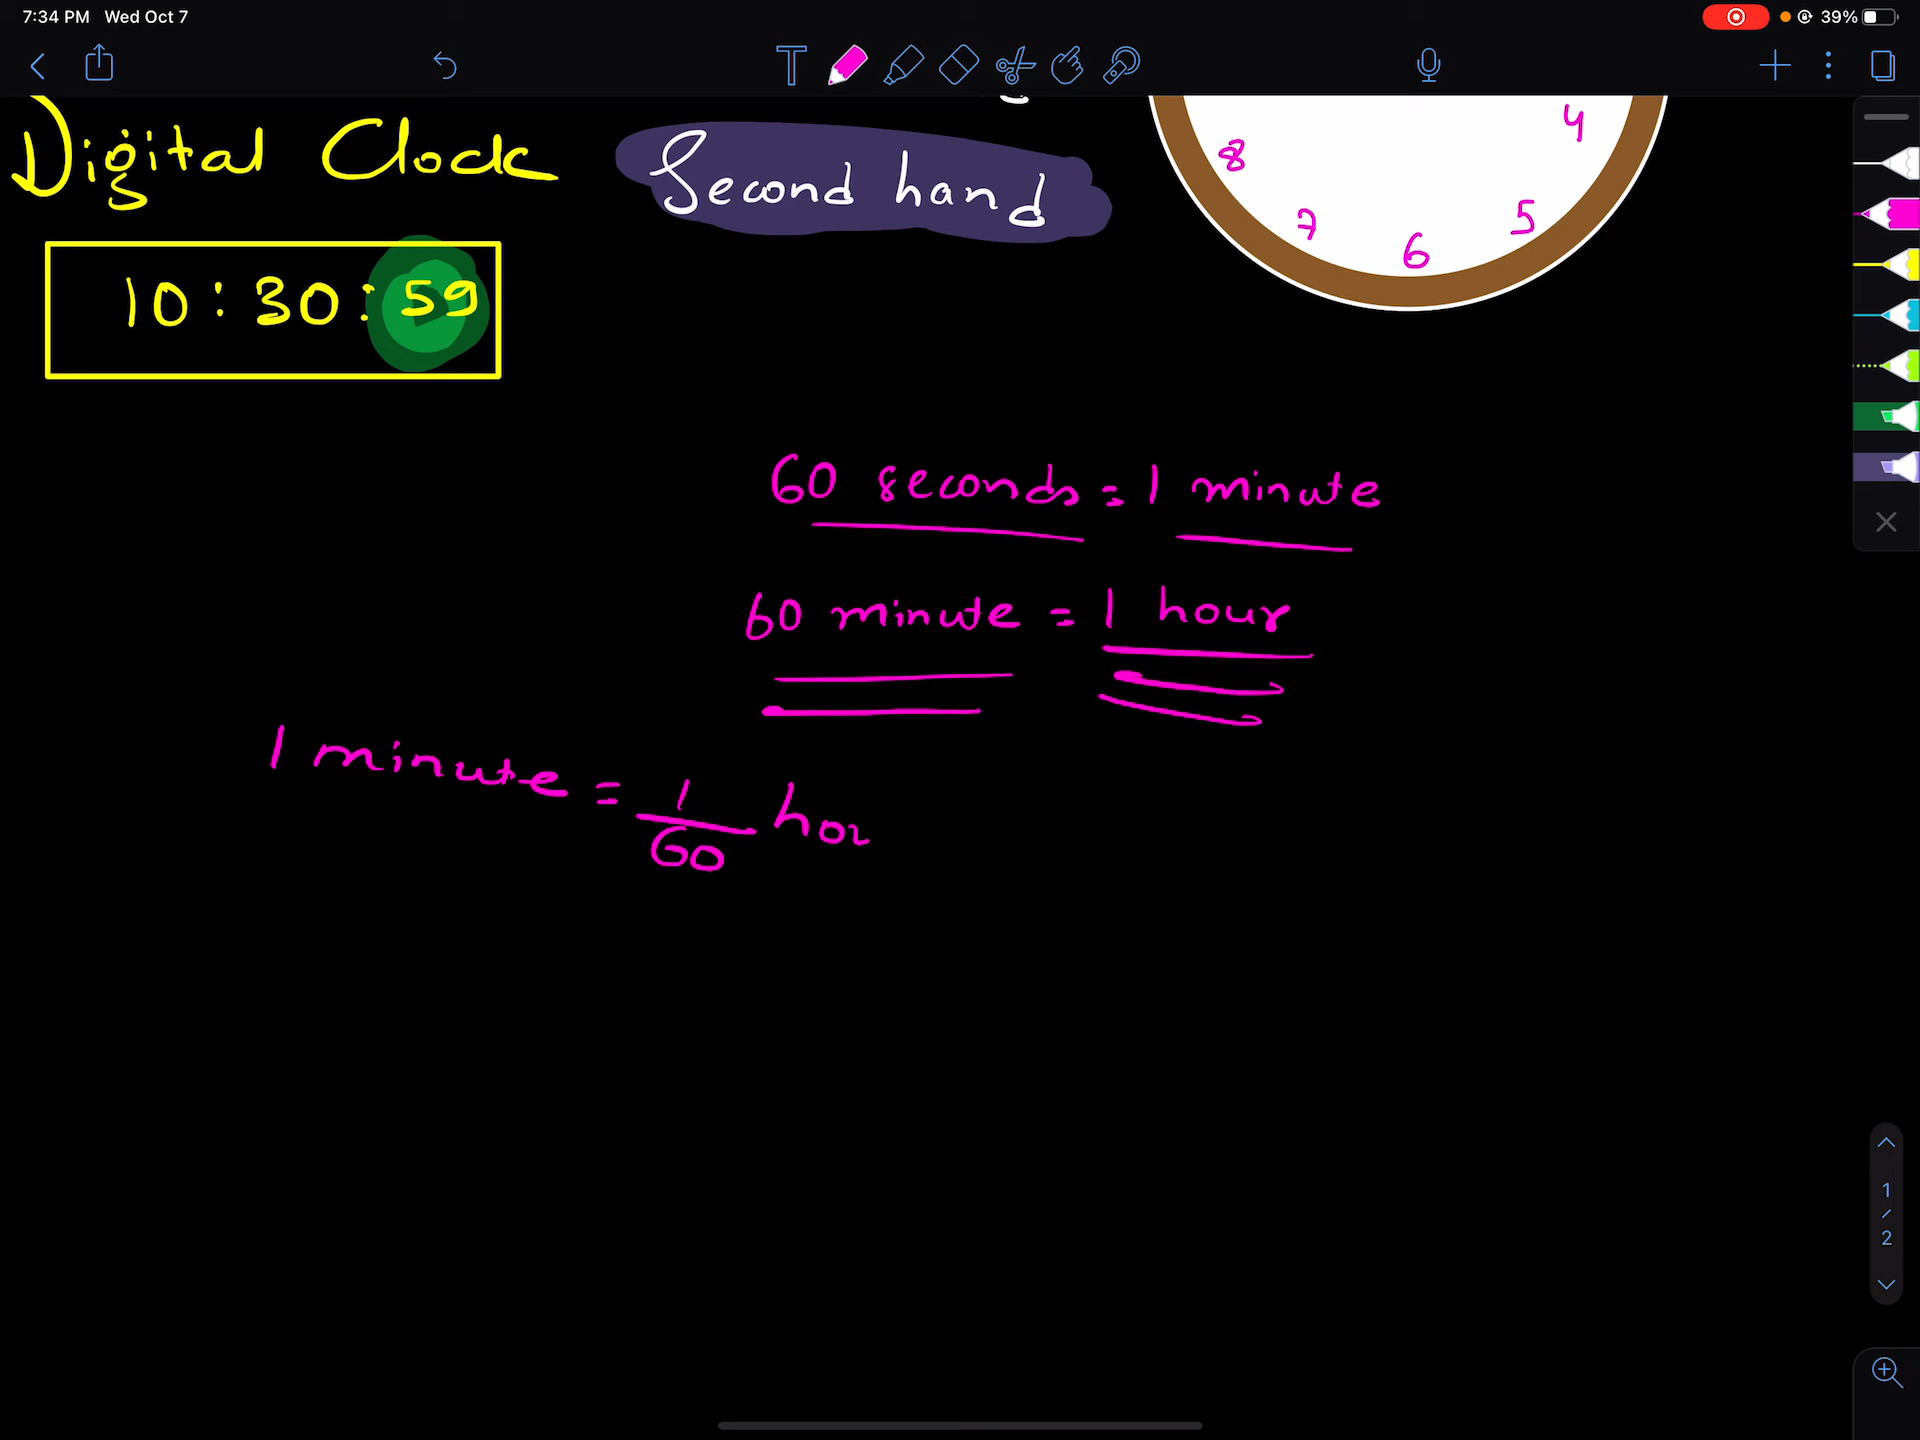 7:34 PM Wed Oct 7
39%
Digital Clock
Second hand
10 : 30 : 59
8
7
6
5
4
60 seconds = 1 minute
60 minute = 1 hour
1 minute = 1/60 hou
1
/
2